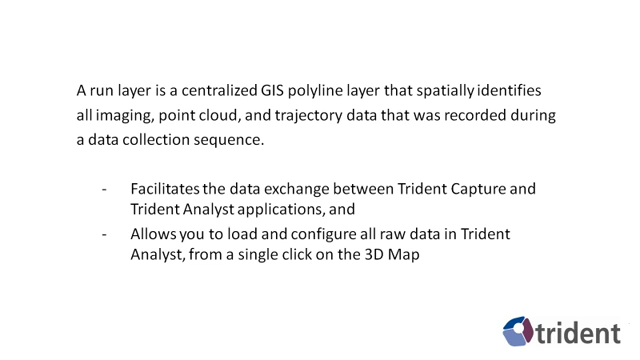 A run layer is a centralized GIS polyline layer that spatially identifies
all imaging, point cloud, and trajectory data that was recorded during
a data collection sequence.
- Facilitates the data exchange between Trident Capture and
Trident Analyst applications, and
- Allows you to load and configure all raw data in Trident
Analyst, from a single click on the 3D Map
trident